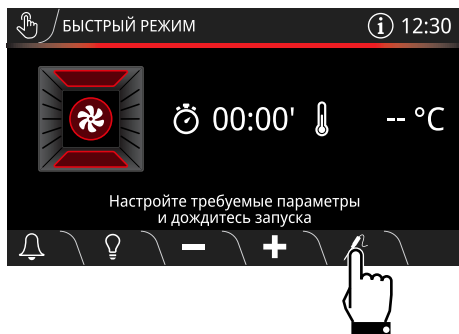 БЫСТРЫЙ РЕЖИМ
i 12:30
00:00' -- °C
Настройте требуемые параметры
и дождитесь запуска
− +